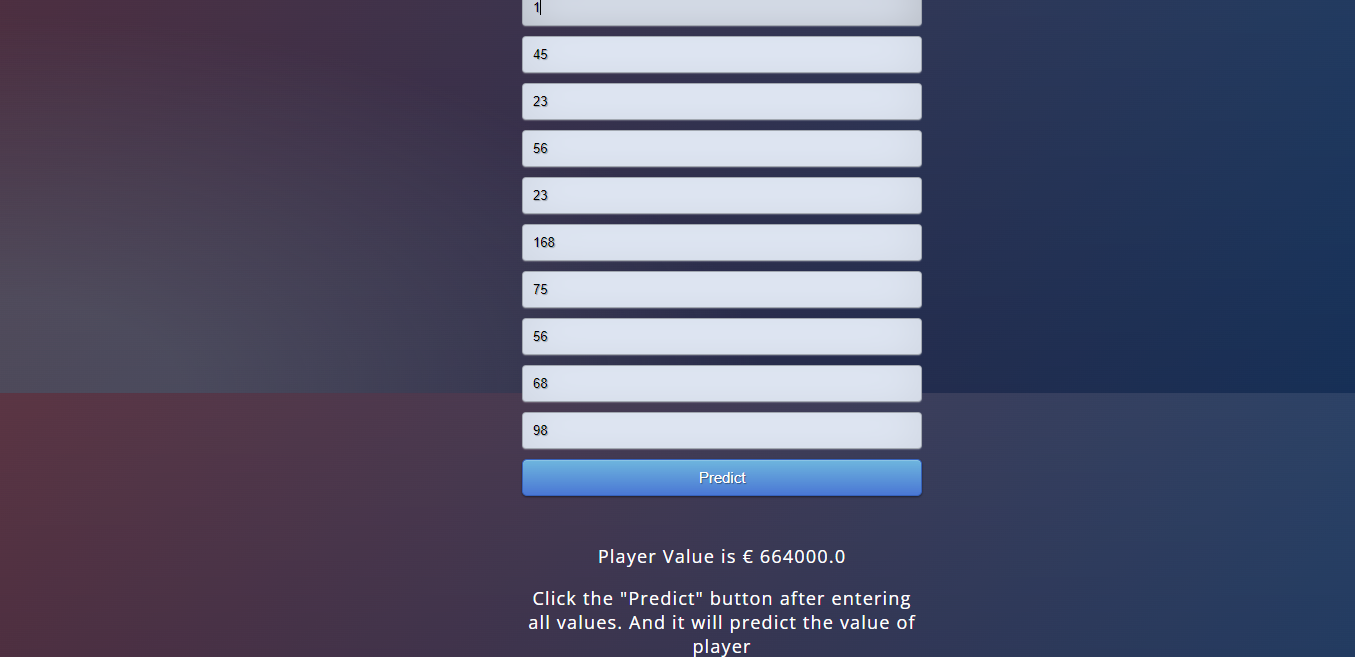 1
45
23
56
23
168
75
56
68
98
Predict
Player Value is € 664000.0
Click the "Predict" button after entering
all values. And it will predict the value of
player